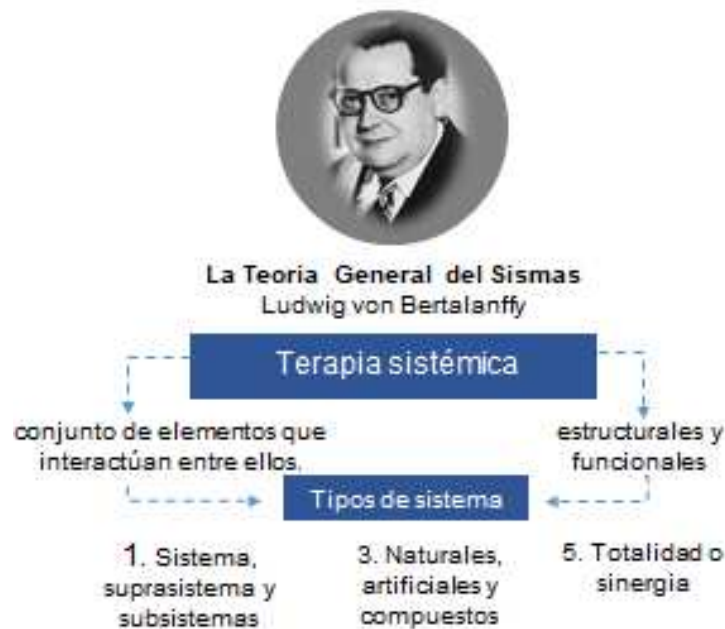 La Teoria General del Sismas
Ludwig von Bertalanffy
Terapia sistémica
conjunto de elementos que
interactúan entre ellos.
estructurales y
funcionales
Tipos de sistema
1. Sistema,
suprasistema y
subsistemas
3. Naturales,
artificiales y
compuestos
5. Totalidad o
sinergia